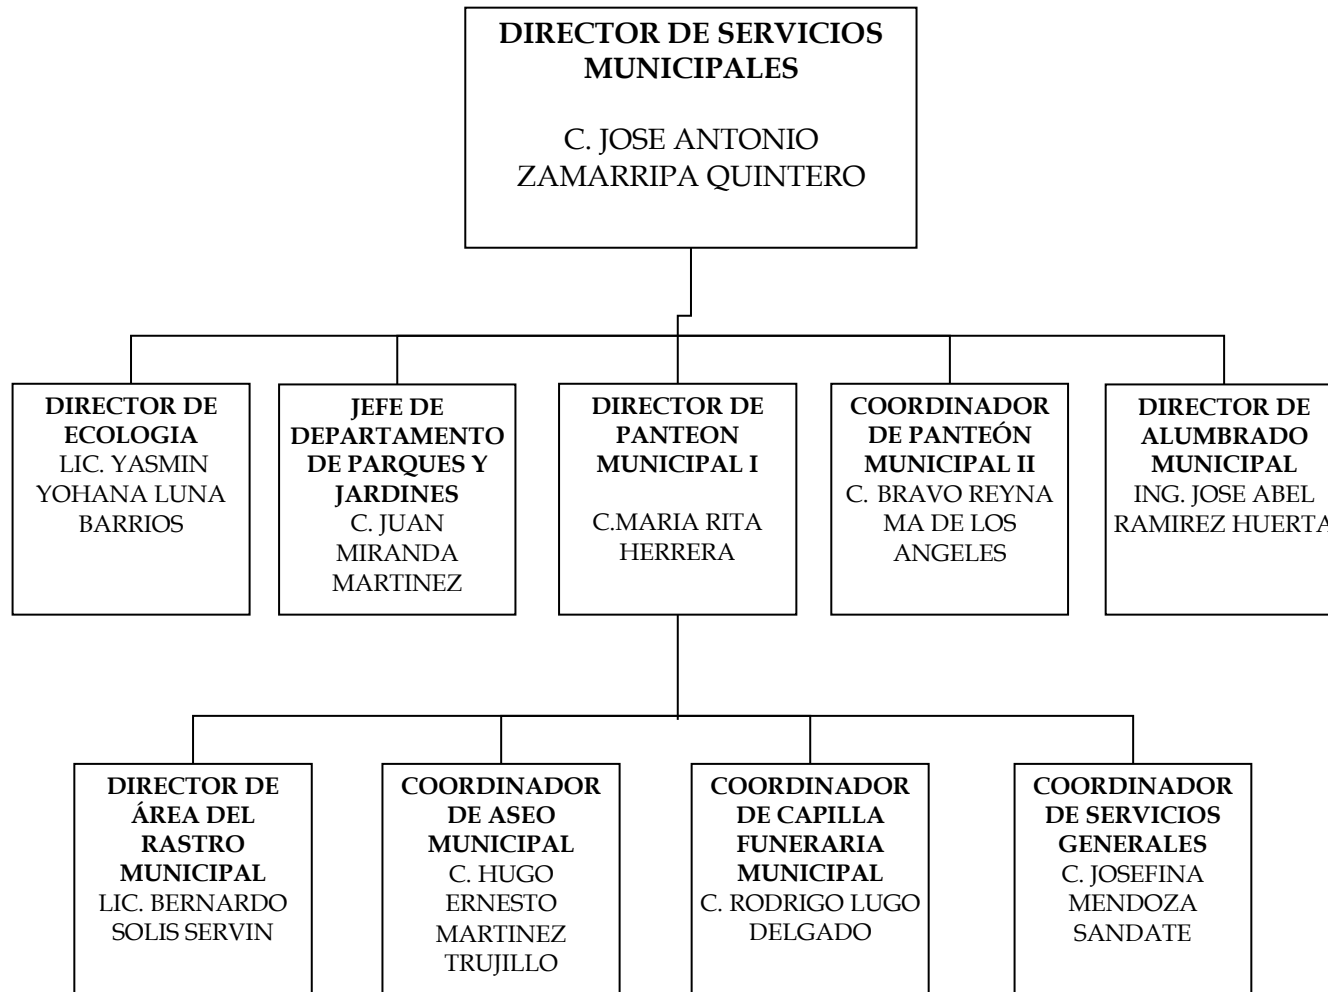 DIRECTOR DE SERVICIOS
MUNICIPALES
C. JOSE ANTONIO
ZAMARRIPA QUINTERO
DIRECTOR DE
ECOLOGIA
LIC. YASMIN
YOHANA LUNA
BARRIOS
JEFE DE
DEPARTAMENTO
DE PARQUES Y
JARDINES
C. JUAN
MIRANDA
MARTINEZ
DIRECTOR DE
PANTEON
MUNICIPAL I
C.MARIA RITA
HERRERA
COORDINADOR
DE PANTEÓN
MUNICIPAL II
C. BRAVO REYNA
MA DE LOS
ANGELES
DIRECTOR DE
ALUMBRADO
MUNICIPAL
ING. JOSE ABEL
RAMIREZ HUERTA
DIRECTOR DE
ÁREA DEL
RASTRO
MUNICIPAL
LIC. BERNARDO
SOLIS SERVIN
COORDINADOR
DE ASEO
MUNICIPAL
C. HUGO
ERNESTO
MARTINEZ
TRUJILLO
COORDINADOR
DE CAPILLA
FUNERARIA
MUNICIPAL
C. RODRIGO LUGO
DELGADO
COORDINADOR
DE SERVICIOS
GENERALES
C. JOSEFINA
MENDOZA
SANDATE